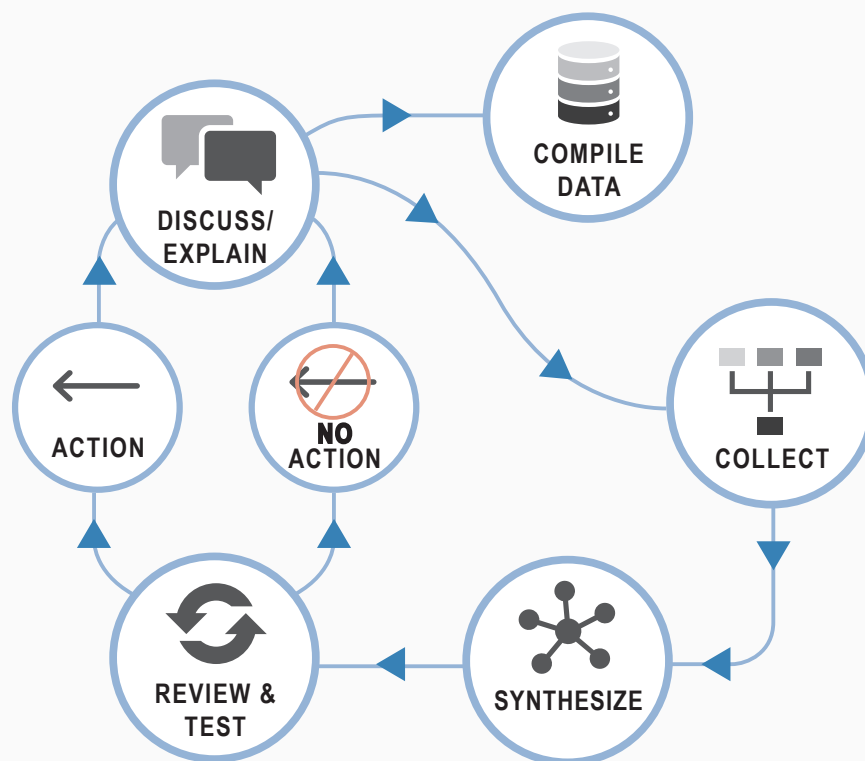 COMPILE
DATA
DISCUSS/
EXPLAIN
ACTION
NO
ACTION
COLLECT
REVIEW &
TEST
SYNTHESIZE